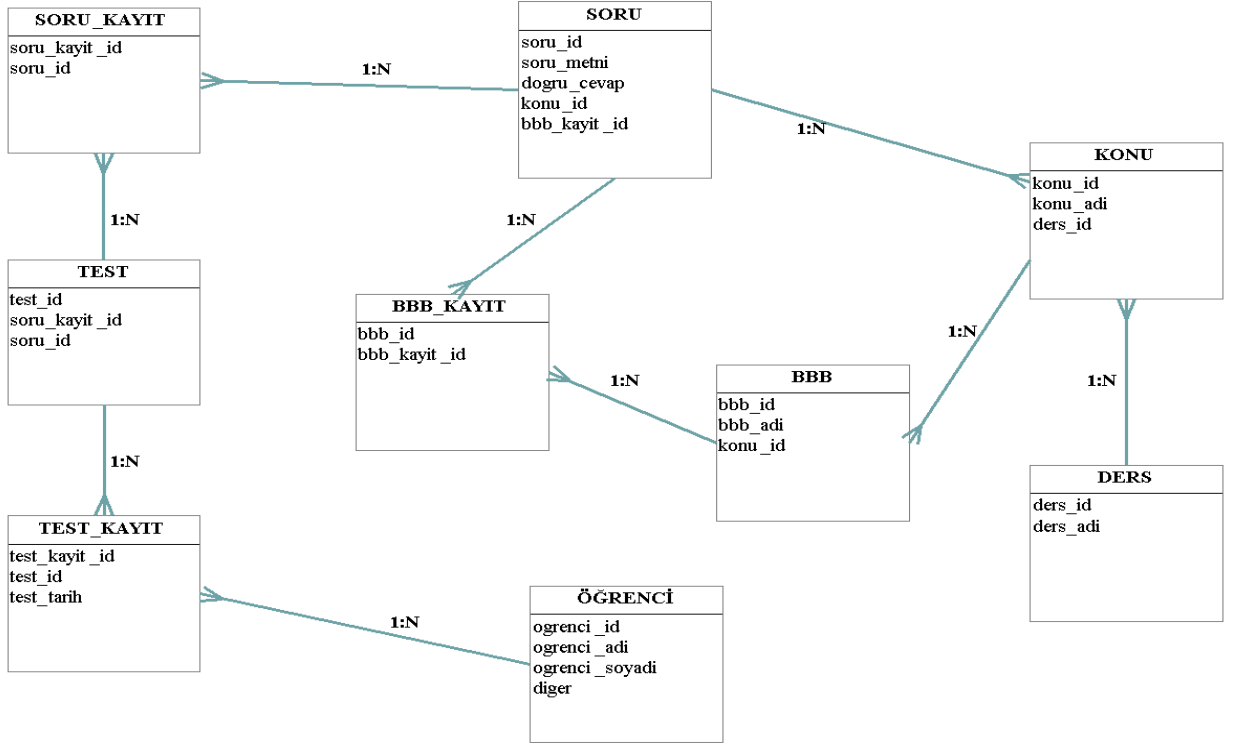 SORU_KAYIT
soru_kayit _id
soru_id
SORU
soru_id
soru_metni
dogru_cevap
konu_id
bbb_kayit _id
1:N
1:N
KONU
konu_id
konu_adi
ders_id
1:N
1:N
TEST
test_id
soru_kayit _id
soru_id
BBB_KAYIT
bbb_id
bbb_kayit _id
1:N
1:N
BBB
bbb_id
bbb_adi
konu _id
1:N
1:N
DERS
ders_id
ders_adi
TEST_KAYIT
test_kayit _id
test_id
test_tarih
1:N
ÖĞRENCİ
ogrenci _id
ogrenci _adi
ogrenci _soyadi
diger